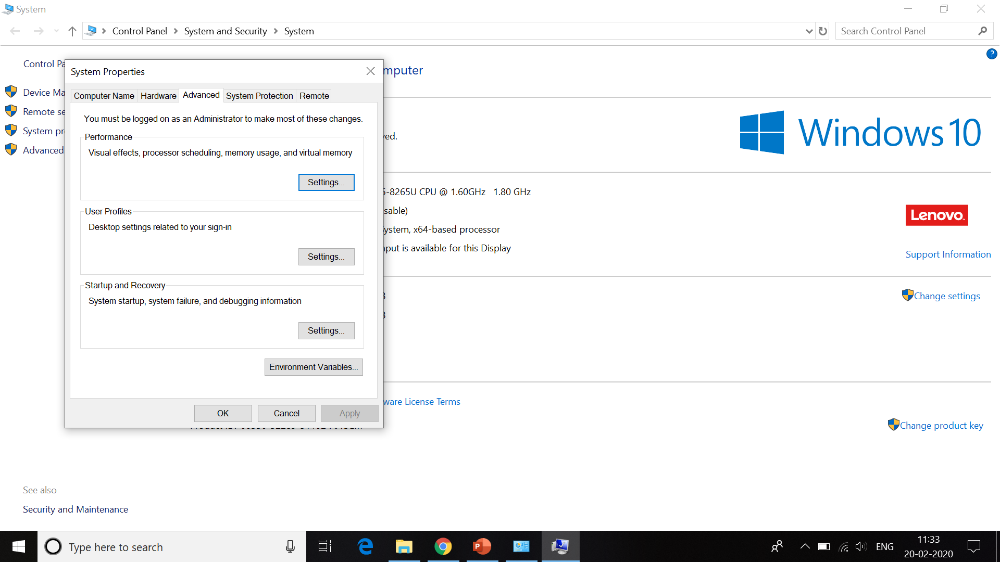 System
Control Panel System and Security System
Search Control Panel
Control Pa
System Properties
mputer
Device Ma
Computer Name Hardware Advanced System Protection Remote
Remote se
You must be logged on as an Administrator to make most of these changes.
System pr
Performance
ved.
Windows 10
Advanced
Visual effects, processor scheduling, memory usage, and virtual memory
Settings...
5-8265U CPU @ 1.60GHz 1.80 GHz
User Profiles
sable)
Lenovo
Desktop settings related to your sign-in
ystem, x64-based processor
nput is available for this Display
Settings...
Support Information
Startup and Recovery
System startup, system failure, and debugging information
Change settings
Settings...
Environment Variables...
ware License Terms
OK Cancel Apply
Change product key
See also
Security and Maintenance
Type here to search
ENG
11:33
20-02-2020